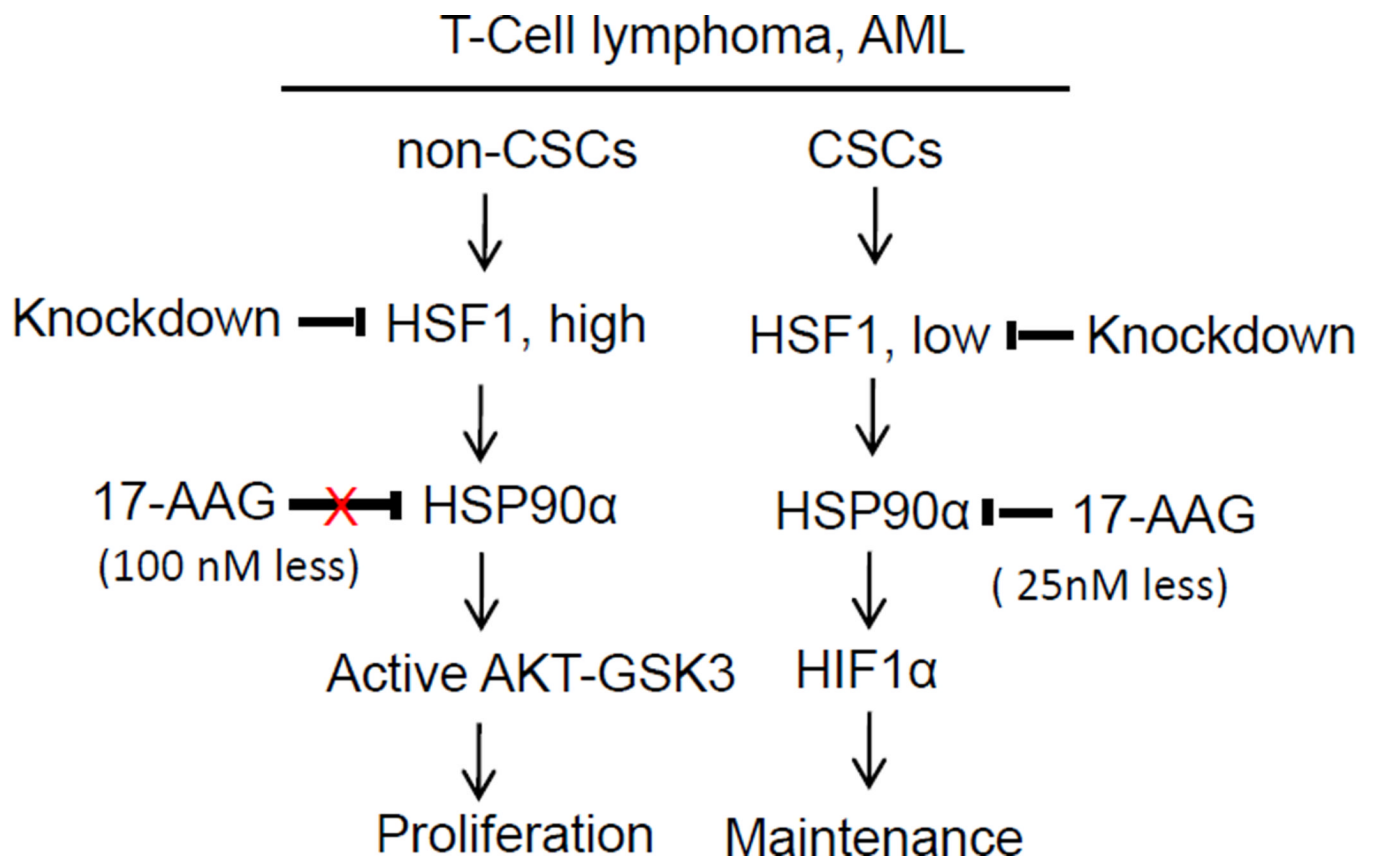 T-Cell lymphoma, AML
non-CSCs
CSCs
Knockdown
HSF1, high
HSF1, low
Knockdown
17-AAG
X
HSP90α
HSP90α
17-AAG
(100 nM less)
( 25nM less)
Active AKT-GSK3
HIF1α
Proliferation
Maintenance